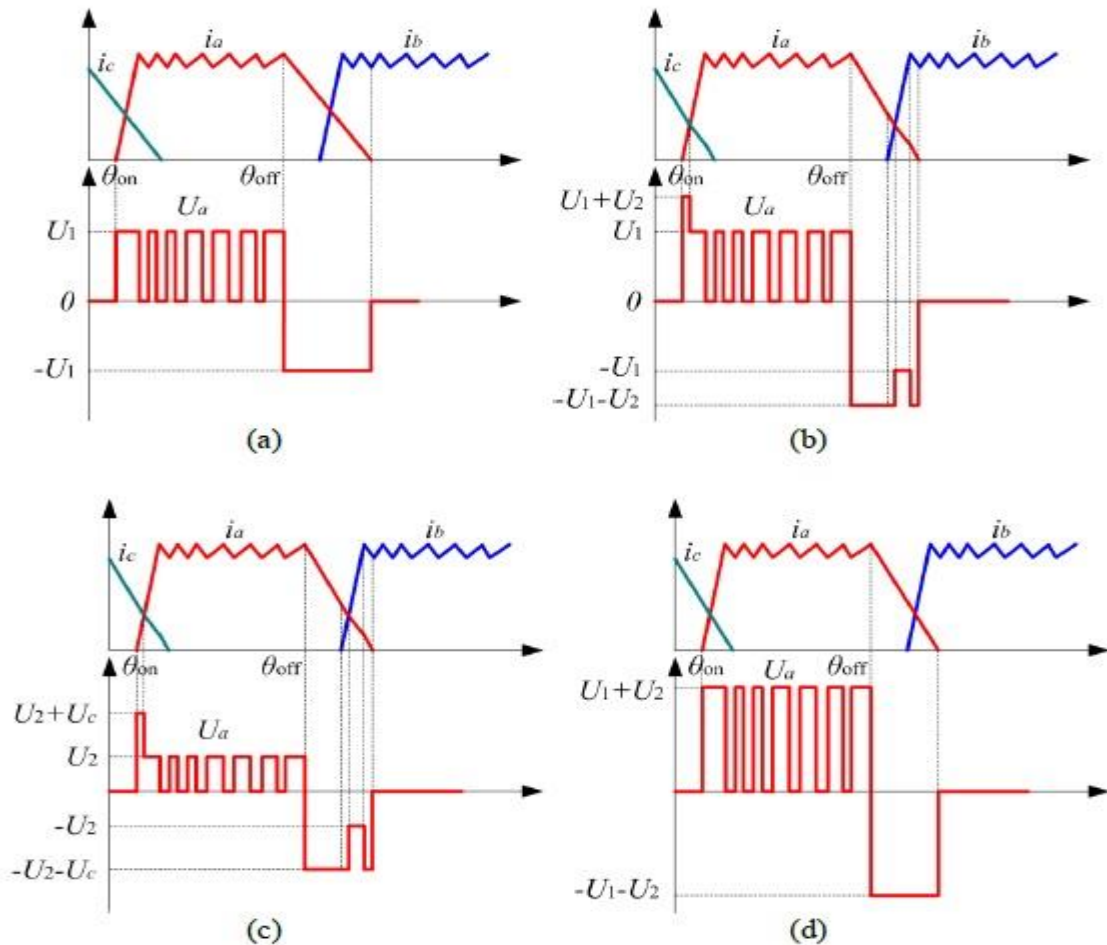 ic
ia
ib
θon
θoff
Ua
U1
0
-U1
(a)
ic
ia
ib
θon
θoff
U1+U2
Ua
U1
0
-U1
-U1-U2
(b)
ic
ia
ib
θon
θoff
U2+Uc
Ua
U2
-U2
-U2-Uc
(c)
ic
ia
ib
θon
Ua
θoff
U1+U2
-U1-U2
(d)